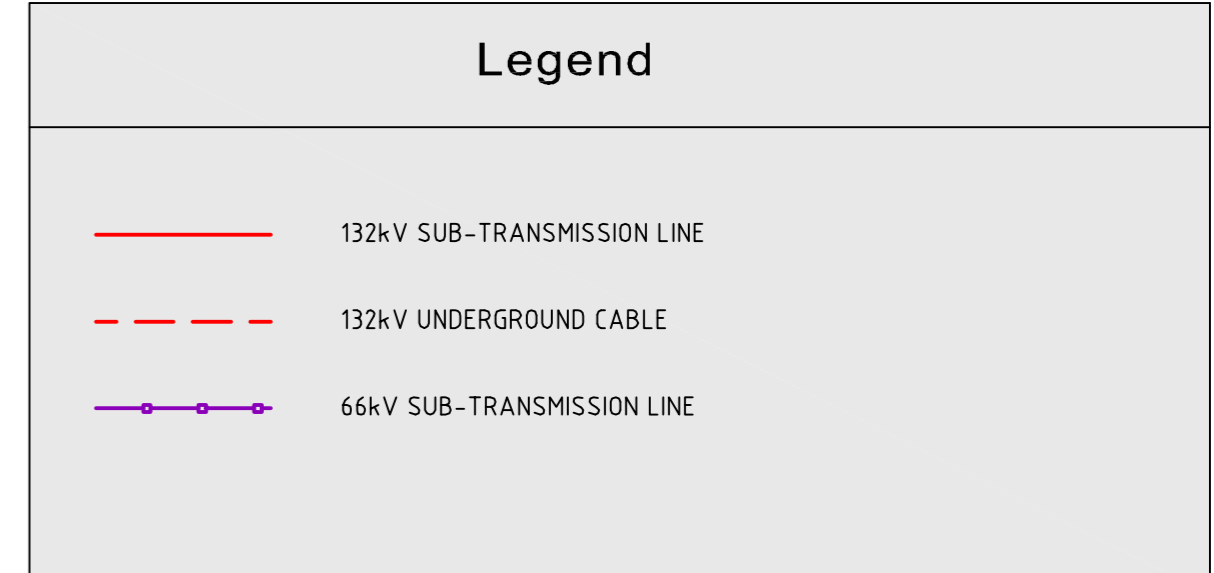 Legend
132kV SUB-TRANSMISSION LINE
132kV UNDERGROUND CABLE
66kV SUB-TRANSMISSION LINE